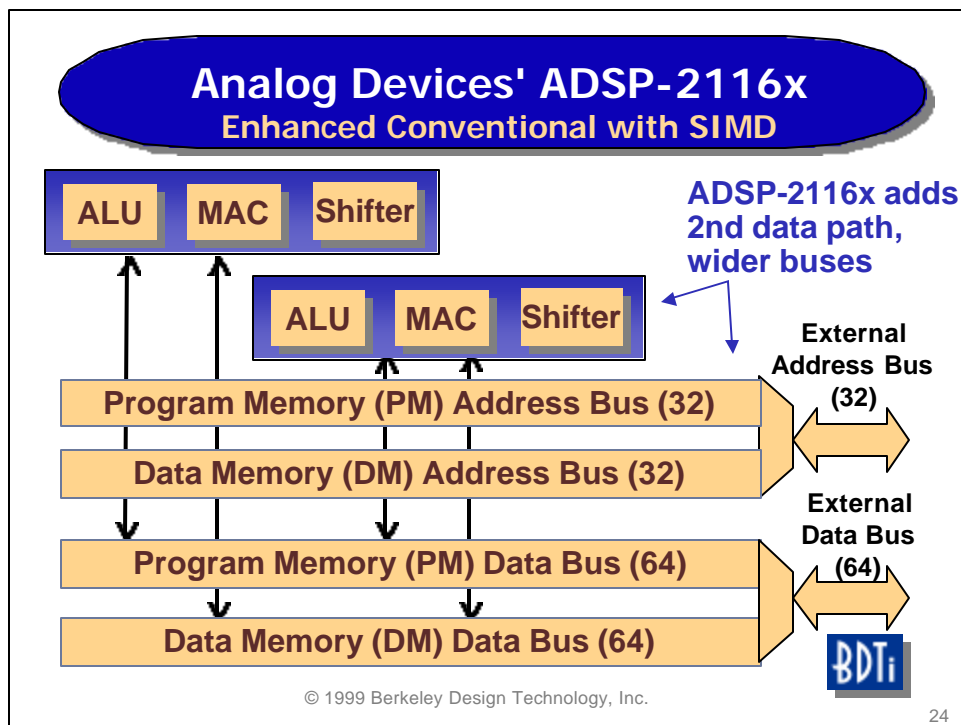 Analog Devices' ADSP-2116x
Enhanced Conventional with SIMD
ALU
MAC
Shifter
ADSP-2116x adds
2nd data path,
wider buses
ALU
MAC
Shifter
External
Address Bus
(32)
Program Memory (PM) Address Bus (32)
Data Memory (DM) Address Bus (32)
External
Data Bus
(64)
Program Memory (PM) Data Bus (64)
Data Memory (DM) Data Bus (64)
BDTi
© 1999 Berkeley Design Technology, Inc.
24